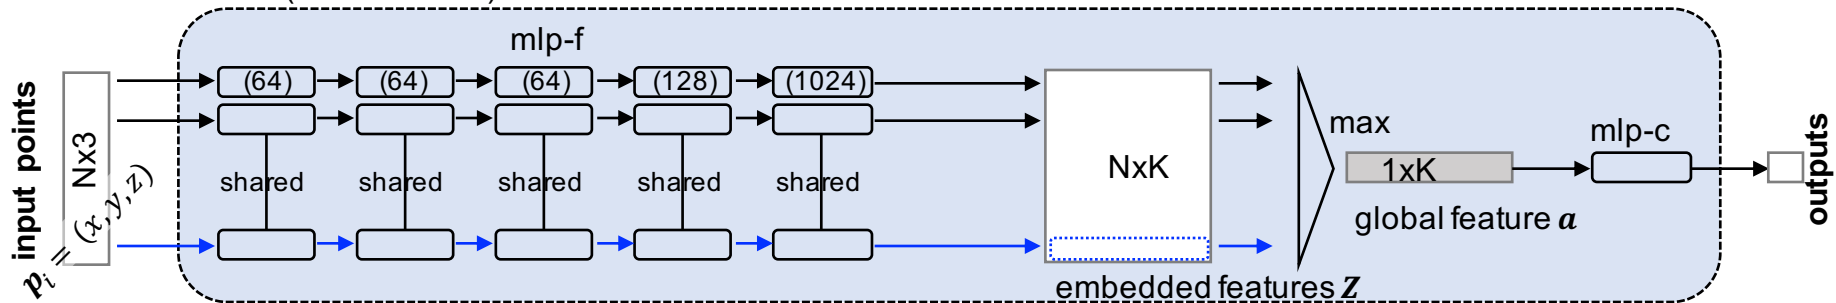 mlp-f
(64) (64) (64) (128) (1024)
input points
Nx3
p_i = (x,y,z)
shared shared shared shared shared
NxK
max
1xK
mlp-c
global feature a
embedded features Z
outputs